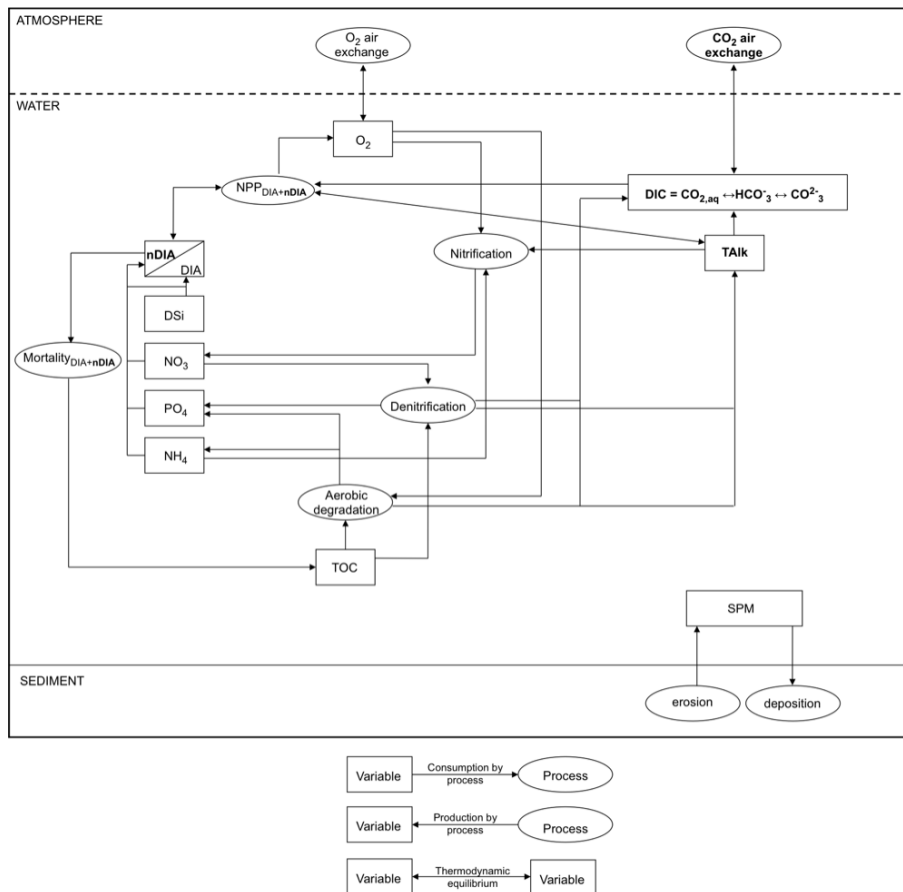 ATMOSPHERE
O₂ air
exchange
CO₂ air
exchange
WATER
O₂
NPP_DIA+nDIA
DIC = CO₂,aq ↔HCO⁻₃ ↔ CO²⁻₃
nDIA
DIA
Nitrification
TAlk
DSi
Mortality_DIA+nDIA
NO₃
PO₄
Denitrification
NH₄
Aerobic
degradation
TOC
SPM
SEDIMENT
erosion
deposition
Variable
Consumption by
process
Process
Variable
Production by
process
Process
Variable
Thermodynamic
equilibrium
Variable